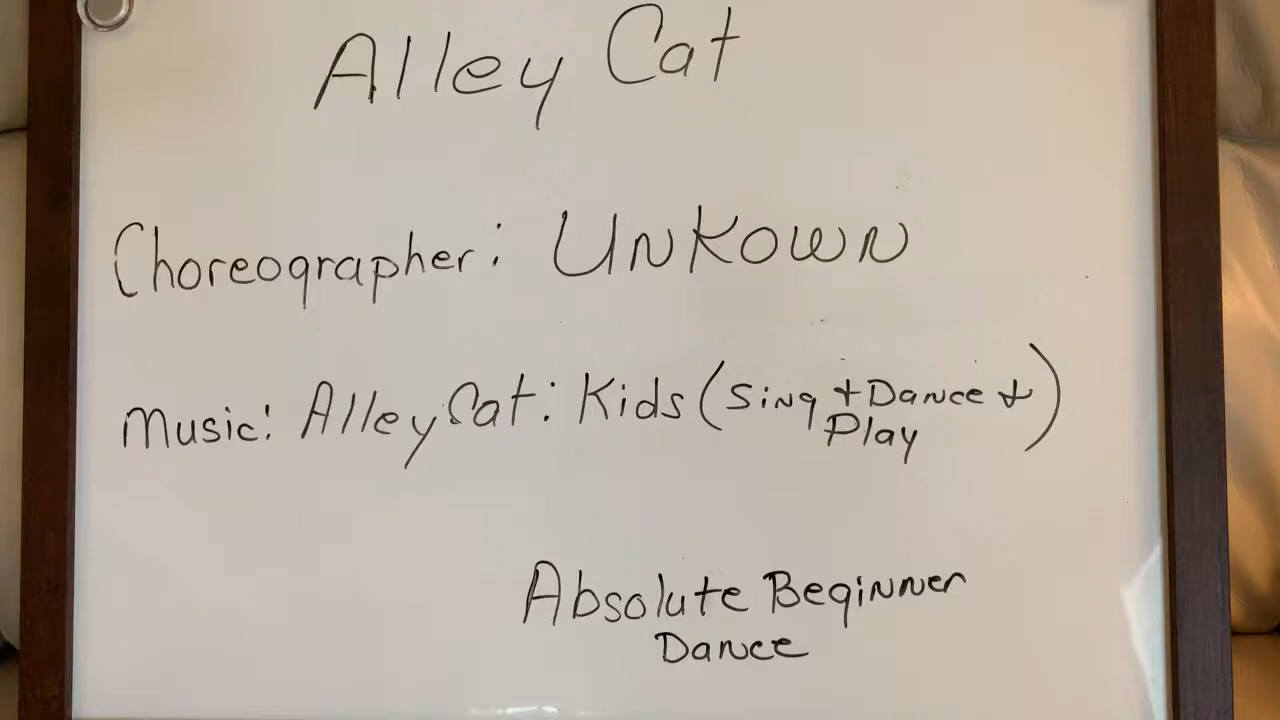 Alley Cat
Choreographer: Unkown
Music: Alley Cat: Kids (Sing + Dance +
Play)
Absolute Beginner
Dance